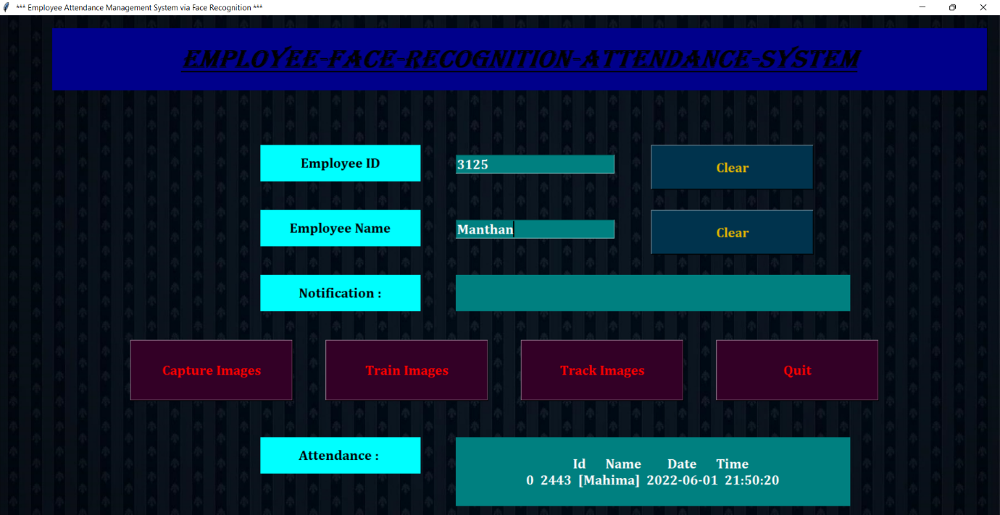 *** Employee Attendance Management System via Face Recognition ***
EMPLOYEE-FACE-RECOGNITION-ATTENDANCE-SYSTEM
Employee ID 3125 Clear
Employee Name Manthan Clear
Notification :
Capture Images Train Images Track Images Quit
Attendance :
Id Name Date Time
0 2443 [Mahima] 2022-06-01 21:50:20